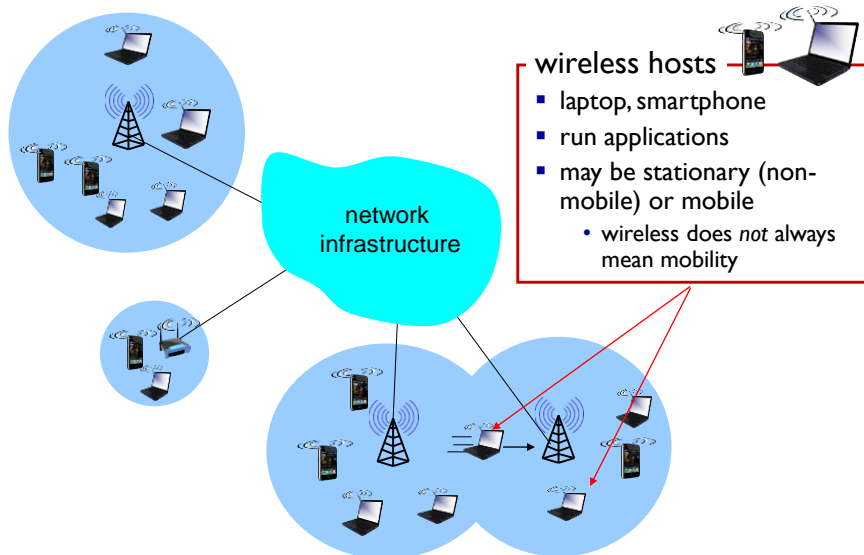 wireless hosts
▪ laptop, smartphone
▪ run applications
▪ may be stationary (non-
mobile) or mobile
• wireless does not always
mean mobility
network
infrastructure